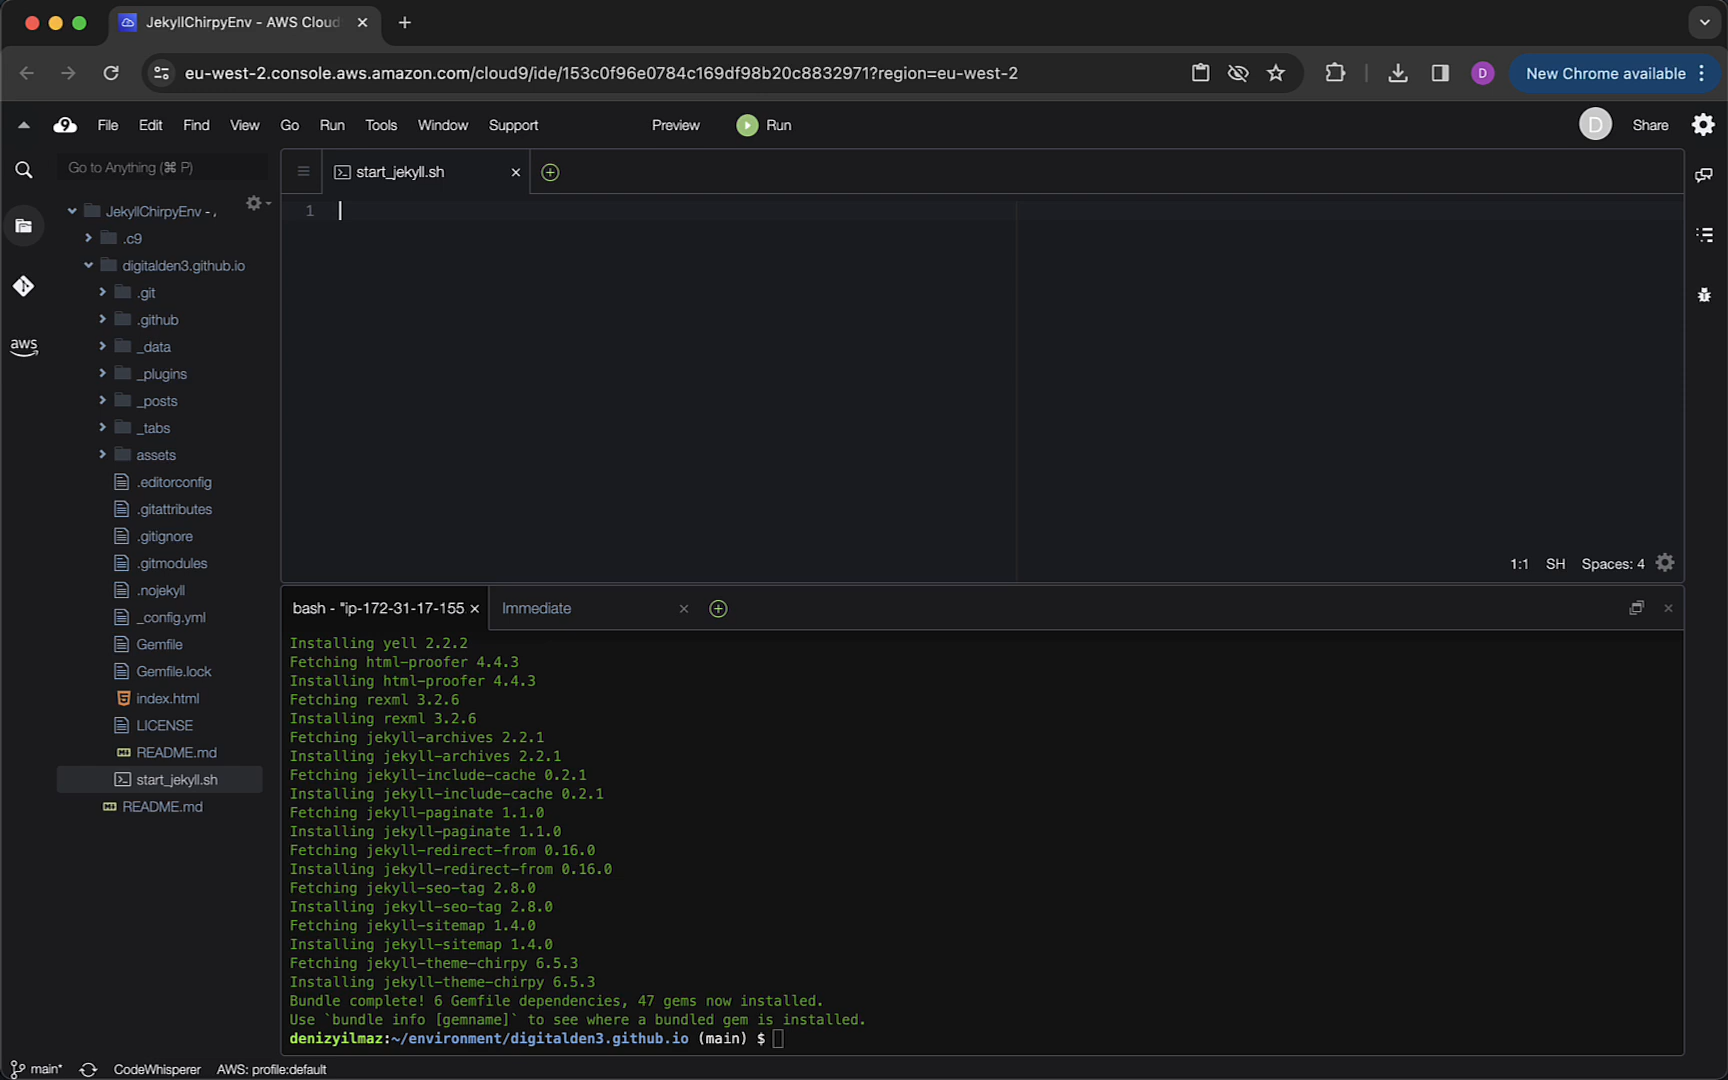 JekyllChirpyEnv - AWS Cloud
eu-west-2.console.aws.amazon.com/cloud9/ide/153c0f96e0784c169df98b20c8832971?region=eu-west-2
D
New Chrome available
9
File
Edit
Find
View
Go
Run
Tools
Window
Support
Preview
Run
D
Share
Go to Anything (⌘ P)
start_jekyll.sh
1
JekyllChirpyEnv - 
.c9
digitalden3.github.io
.git
.github
_data
_plugins
_posts
_tabs
assets
.editorconfig
.gitattributes
.gitignore
.gitmodules
.nojekyll
_config.yml
Gemfile
Gemfile.lock
index.html
LICENSE
README.md
start_jekyll.sh
README.md
aws
1:1 SH Spaces: 4
bash - "ip-172-31-17-155
Immediate
Installing yell 2.2.2
Fetching html-proofer 4.4.3
Installing html-proofer 4.4.3
Fetching rexml 3.2.6
Installing rexml 3.2.6
Fetching jekyll-archives 2.2.1
Installing jekyll-archives 2.2.1
Fetching jekyll-include-cache 0.2.1
Installing jekyll-include-cache 0.2.1
Fetching jekyll-paginate 1.1.0
Installing jekyll-paginate 1.1.0
Fetching jekyll-redirect-from 0.16.0
Installing jekyll-redirect-from 0.16.0
Fetching jekyll-seo-tag 2.8.0
Installing jekyll-seo-tag 2.8.0
Fetching jekyll-sitemap 1.4.0
Installing jekyll-sitemap 1.4.0
Fetching jekyll-theme-chirpy 6.5.3
Installing jekyll-theme-chirpy 6.5.3
Bundle complete! 6 Gemfile dependencies, 47 gems now installed.
Use `bundle info [gemname]` to see where a bundled gem is installed.
denizyilmaz:~/environment/digitalden3.github.io (main) $
main*
CodeWhisperer
AWS: profile:default